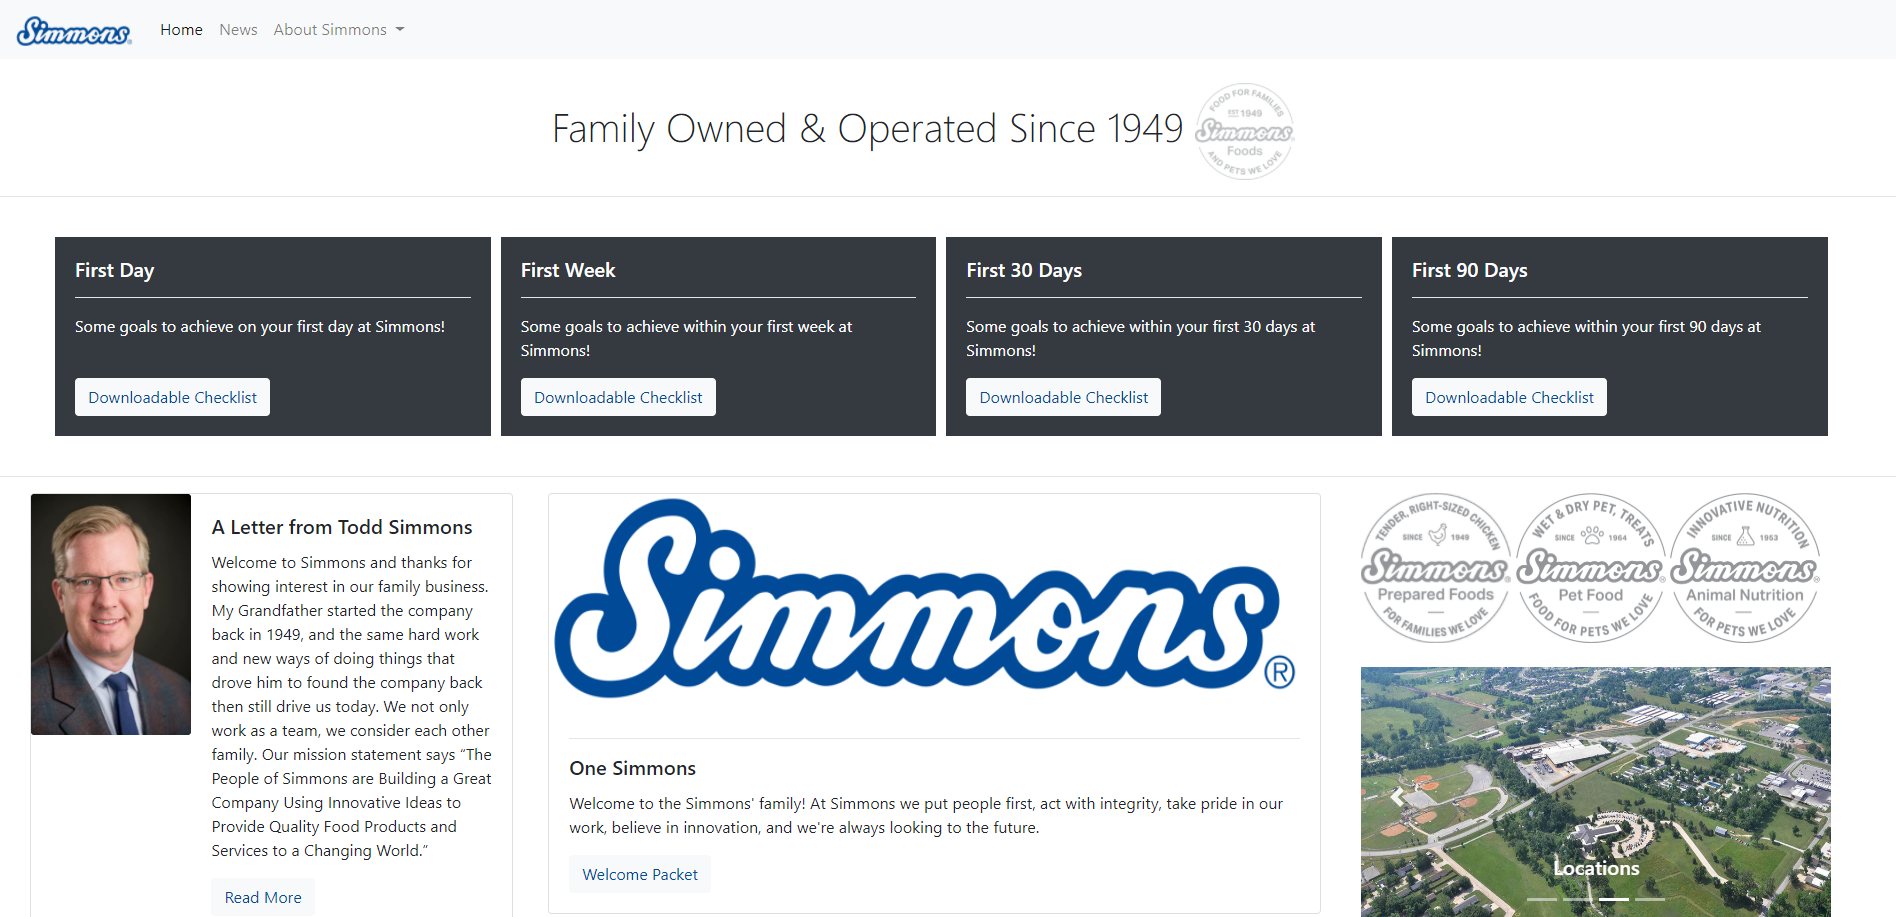 Simmons®
Home News About Simmons
Family Owned & Operated Since 1949
FOOD FOR FAMILIES
EST 1949
Simmons
Foods
AND PETS WE LOVE
First Day
Some goals to achieve on your first day at Simmons!
Downloadable Checklist
First Week
Some goals to achieve within your first week at
Simmons!
Downloadable Checklist
First 30 Days
Some goals to achieve within your first 30 days at
Simmons!
Downloadable Checklist
First 90 Days
Some goals to achieve within your first 90 days at
Simmons!
Downloadable Checklist
A Letter from Todd Simmons
Welcome to Simmons and thanks for
showing interest in our family business.
My Grandfather started the company
back in 1949, and the same hard work
and new ways of doing things that
drove him to found the company back
then still drive us today. We not only
work as a team, we consider each other
family. Our mission statement says “The
People of Simmons are Building a Great
Company Using Innovative Ideas to
Provide Quality Food Products and
Services to a Changing World.”
Read More
Simmons®
One Simmons
Welcome to the Simmons' family! At Simmons we put people first, act with integrity, take pride in our
work, believe in innovation, and we're always looking to the future.
Welcome Packet
TENDER, RIGHT-SIZED CHICKEN
SINCE 1949
Simmons®
Prepared Foods
FOR FAMILIES WE LOVE
WET & DRY PET, TREATS
SINCE 1964
Simmons®
Pet Food
FOOD FOR PETS WE LOVE
INNOVATIVE NUTRITION
SINCE 1953
Simmons®
Animal Nutrition
FOR PETS WE LOVE
Locations